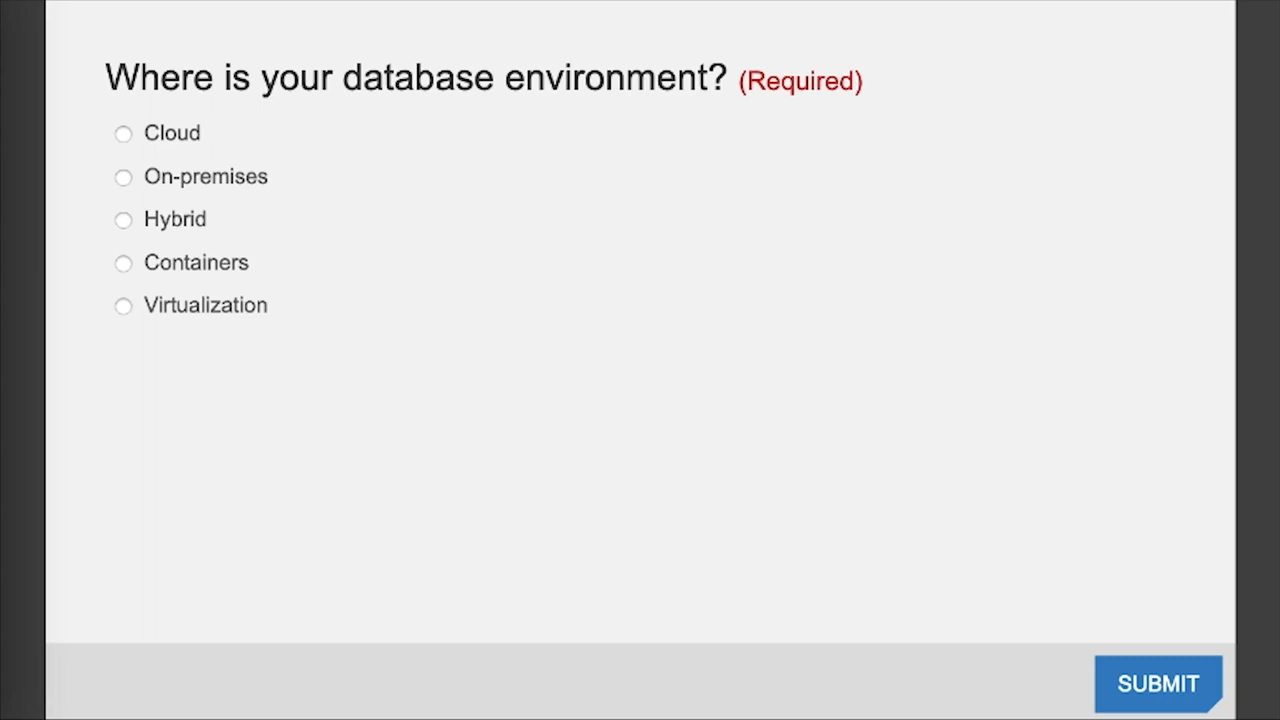 Where is your database environment? (Required)
Cloud
On-premises
Hybrid
Containers
Virtualization
SUBMIT